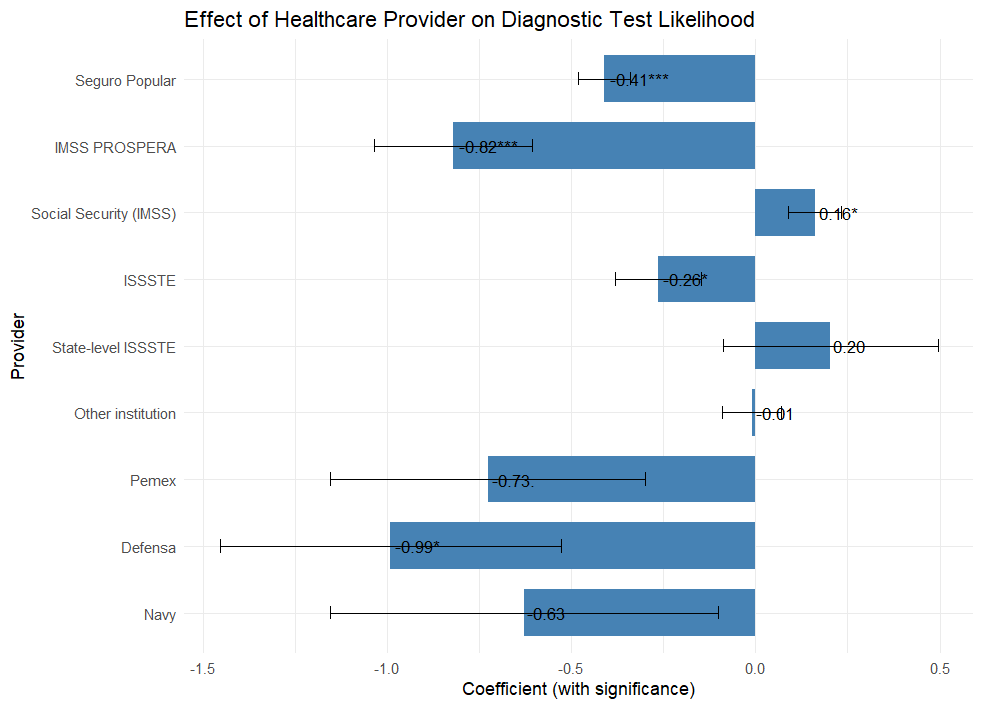 Effect of Healthcare Provider on Diagnostic Test Likelihood
Provider
Seguro Popular
-0.41***
IMSS PROSPERA
-0.82***
Social Security (IMSS)
0.16*
ISSSTE
-0.26*
State-level ISSSTE
0.20
Other institution
-0.01
Pemex
-0.73.
Defensa
-0.99*
Navy
-0.63
-1.5 -1.0 -0.5 0.0 0.5
Coefficient (with significance)